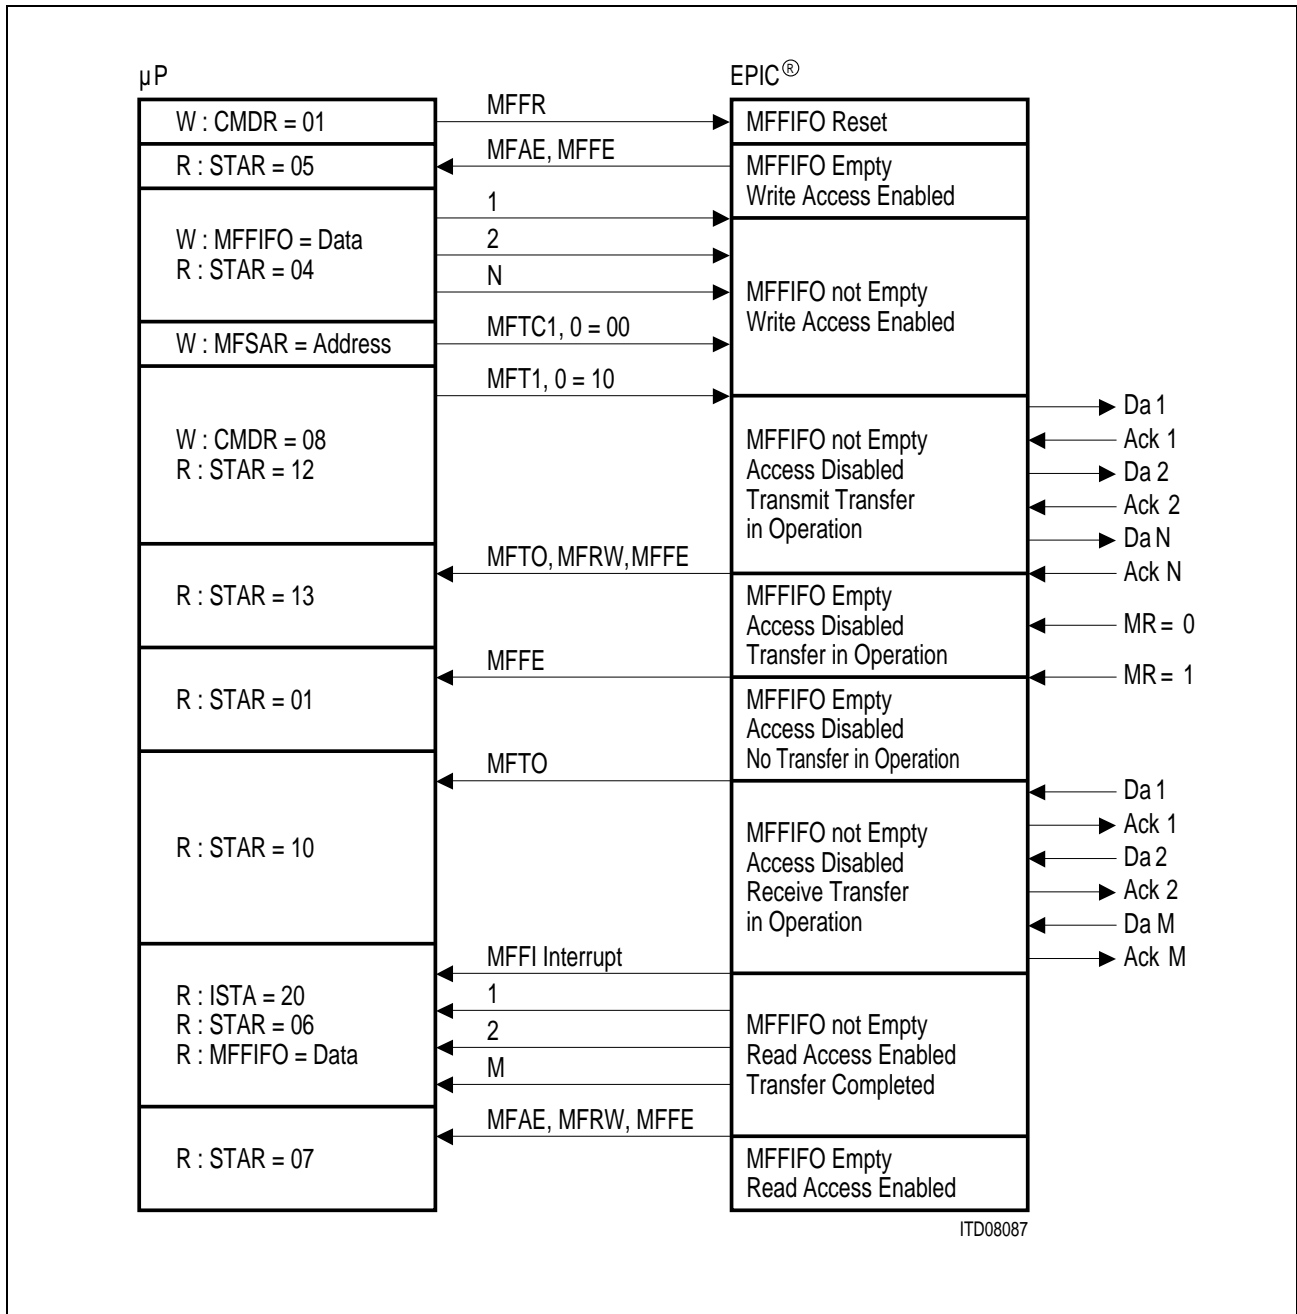 µP
EPIC®
W : CMDR = 01
MFFR
MFFIFO Reset
R : STAR = 05
MFAE, MFFE
MFFIFO Empty
Write Access Enabled
W : MFFIFO = Data
R : STAR = 04
1
2
N
MFFIFO not Empty
Write Access Enabled
W : MFSAR = Address
MFTC1, 0 = 00
MFT1, 0 = 10
W : CMDR = 08
R : STAR = 12
MFFIFO not Empty
Access Disabled
Transmit Transfer
in Operation
Da 1
Ack 1
Da 2
Ack 2
Da N
Ack N
R : STAR = 13
MFTO, MFRW, MFFE
MFFIFO Empty
Access Disabled
Transfer in Operation
MR = 0
MR = 1
R : STAR = 01
MFFE
MFFIFO Empty
Access Disabled
No Transfer in Operation
R : STAR = 10
MFTO
MFFIFO not Empty
Access Disabled
Receive Transfer
in Operation
Da 1
Ack 1
Da 2
Ack 2
Da M
Ack M
R : ISTA = 20
R : STAR = 06
R : MFFIFO = Data
MFFI Interrupt
1
2
M
MFFIFO not Empty
Read Access Enabled
Transfer Completed
R : STAR = 07
MFAE, MFRW, MFFE
MFFIFO Empty
Read Access Enabled
ITD08087